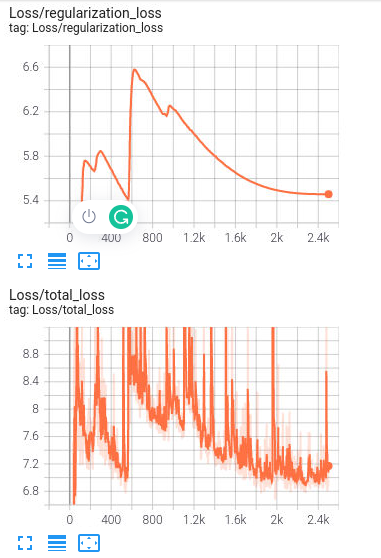 Loss/regularization_loss
tag: Loss/regularization_loss
6.6
6.2
5.8
5.4
0 400 800 1.2k 1.6k 2k 2.4k
Loss/total_loss
tag: Loss/total_loss
8.8
8.4
8
7.6
7.2
6.8
0 400 800 1.2k 1.6k 2k 2.4k